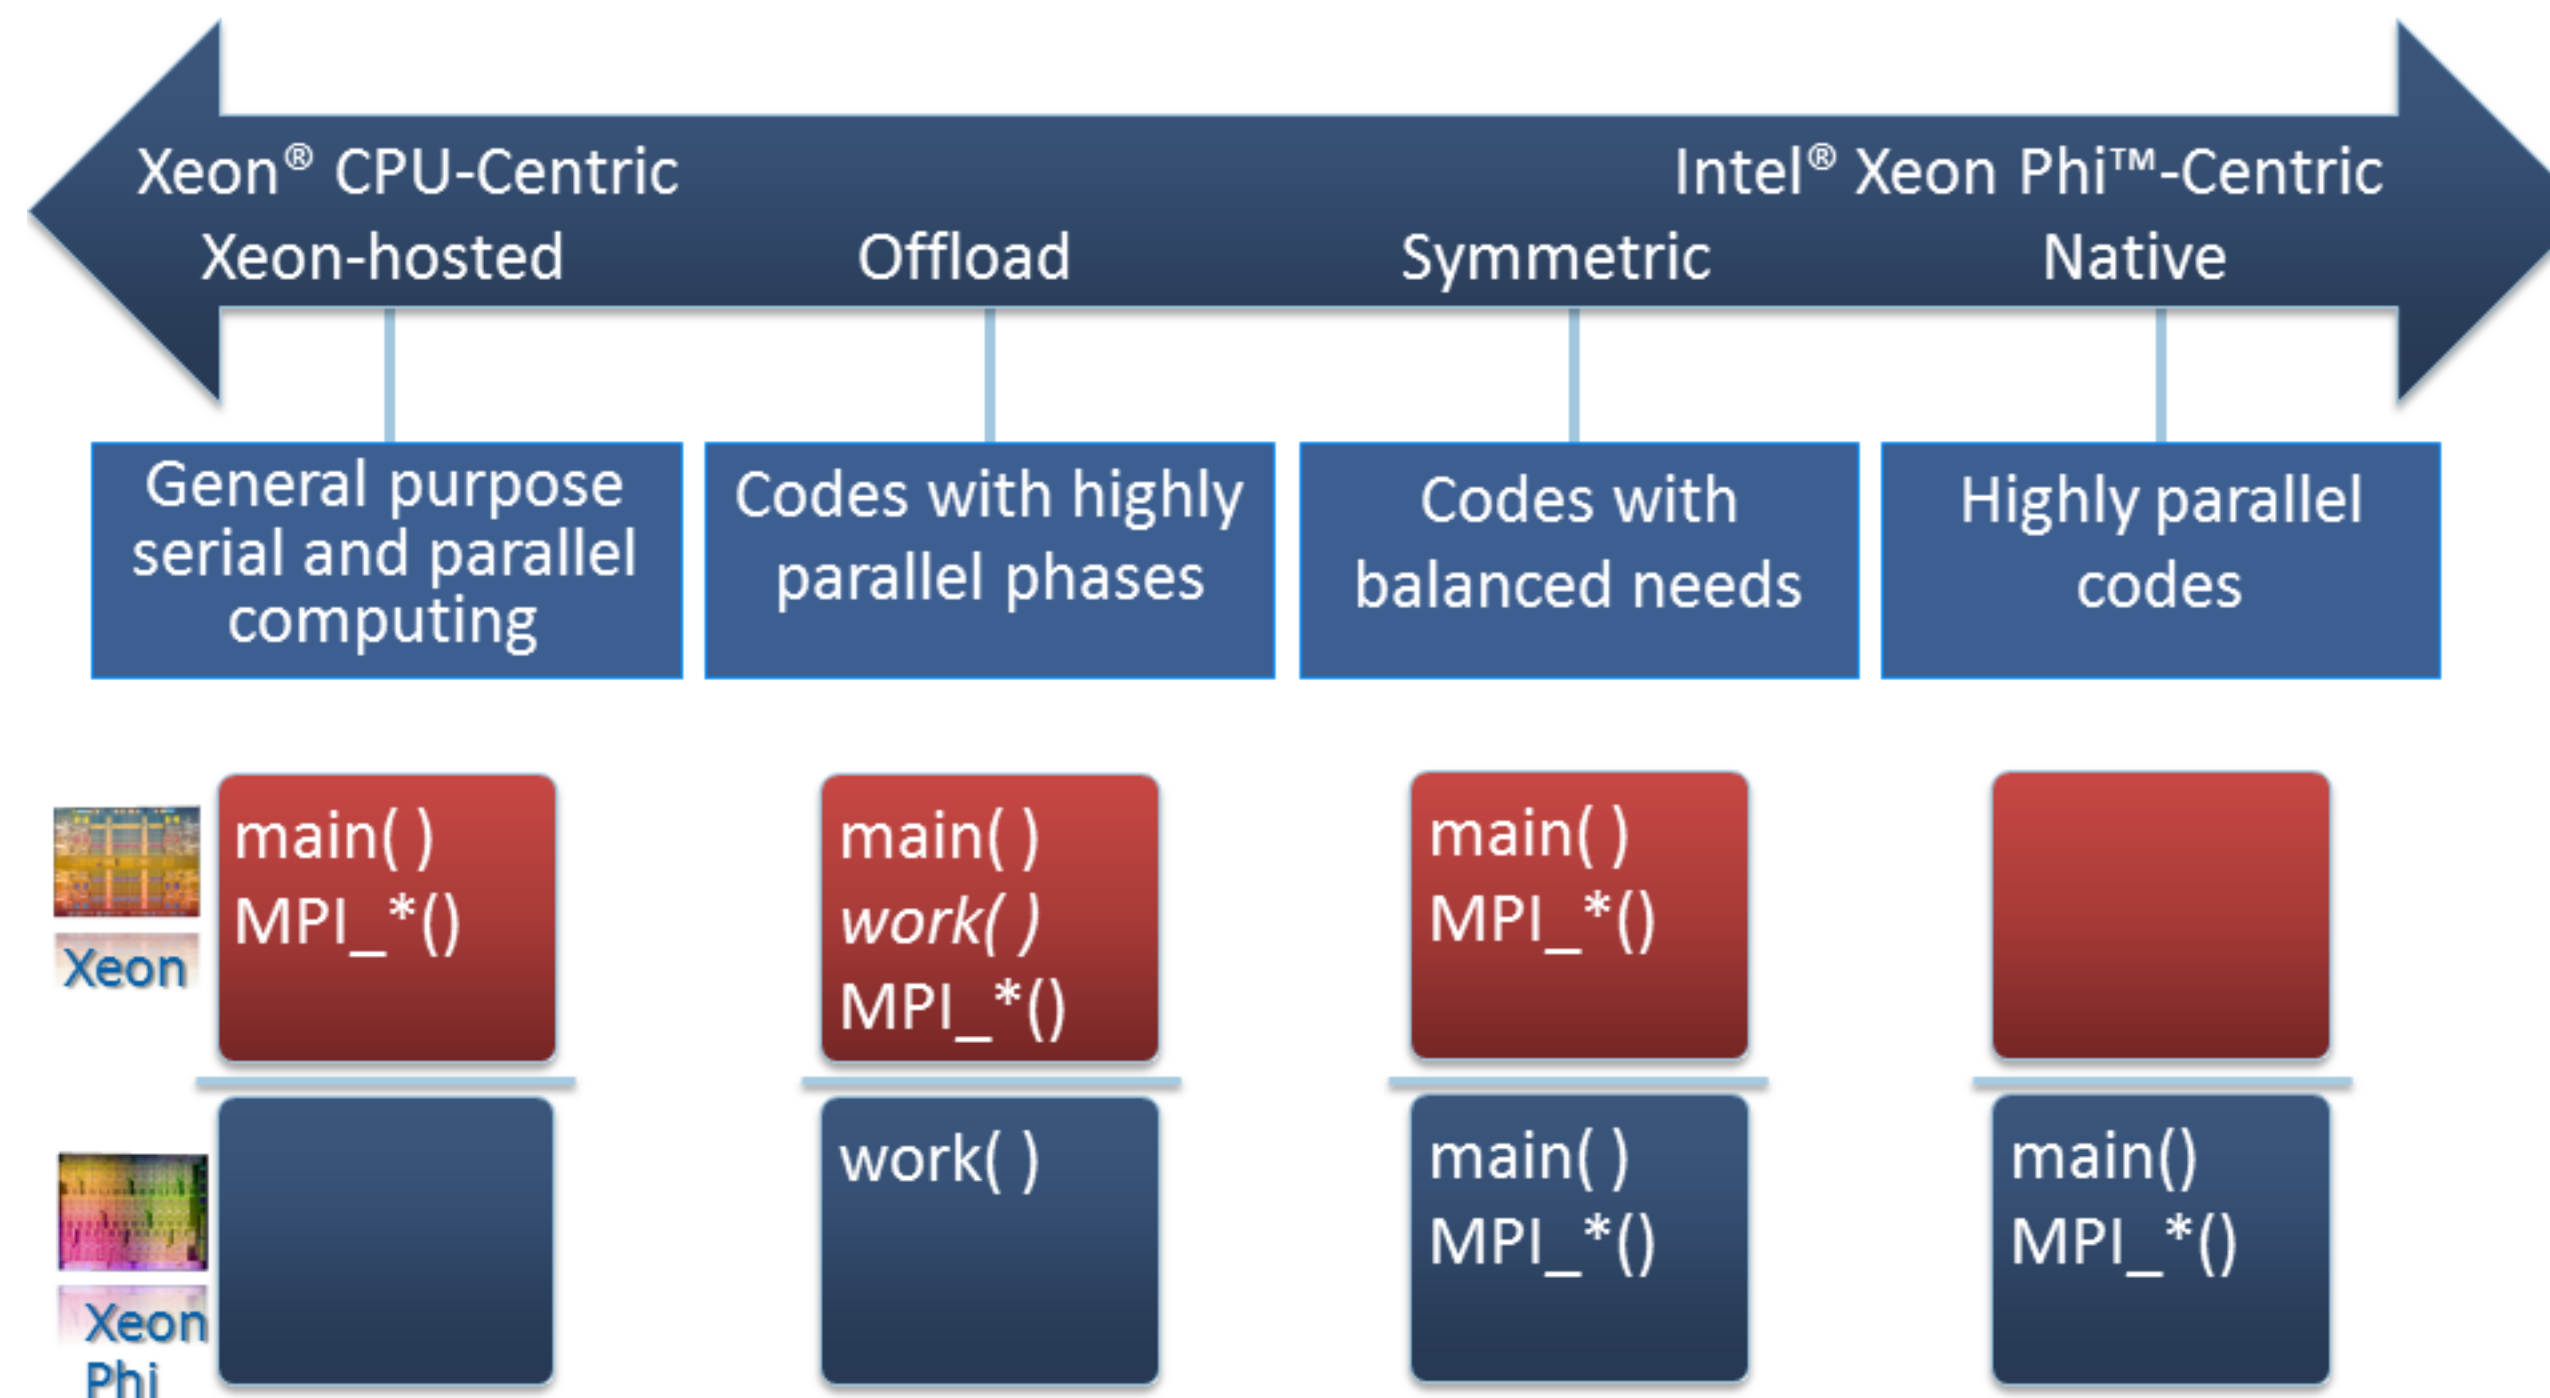 Xeon® CPU-Centric
Intel® Xeon Phi™-Centric
Xeon-hosted
Offload
Symmetric
Native
General purpose
serial and parallel
computing
Codes with highly
parallel phases
Codes with
balanced needs
Highly parallel
codes
Xeon
main( )
MPI_*()
main( )
work( )
MPI_*()
main( )
MPI_*()
Xeon
Phi
work( )
main( )
MPI_*()
main()
MPI_*()